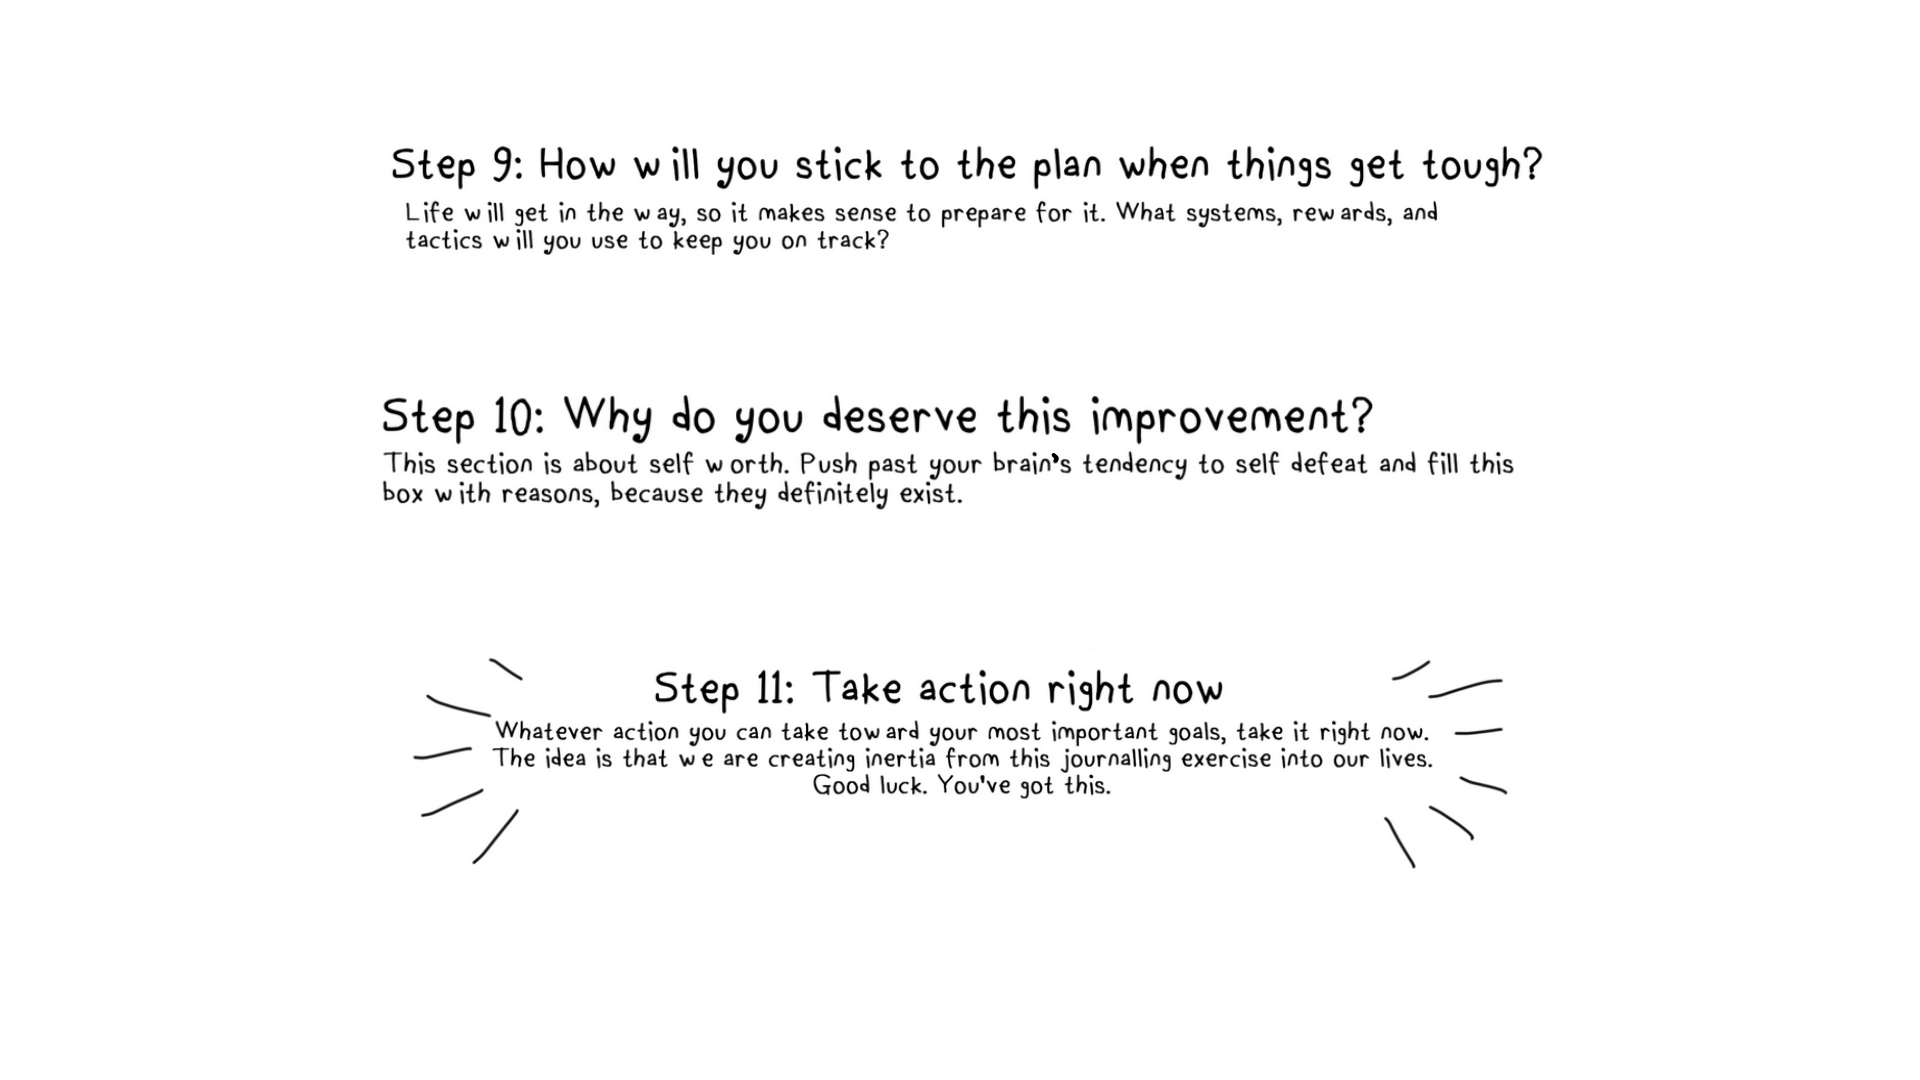 Step 9: How will you stick to the plan when things get tough?
Life will get in the way, so it makes sense to prepare for it. What systems, rewards, and
tactics will you use to keep you on track?
Step 10: Why do you deserve this improvement?
This section is about self worth. Push past your brain's tendency to self defeat and fill this
box with reasons, because they definitely exist.
Step 11: Take action right now
Whatever action you can take toward your most important goals, take it right now.
The idea is that we are creating inertia from this journalling exercise into our lives.
Good luck. You've got this.